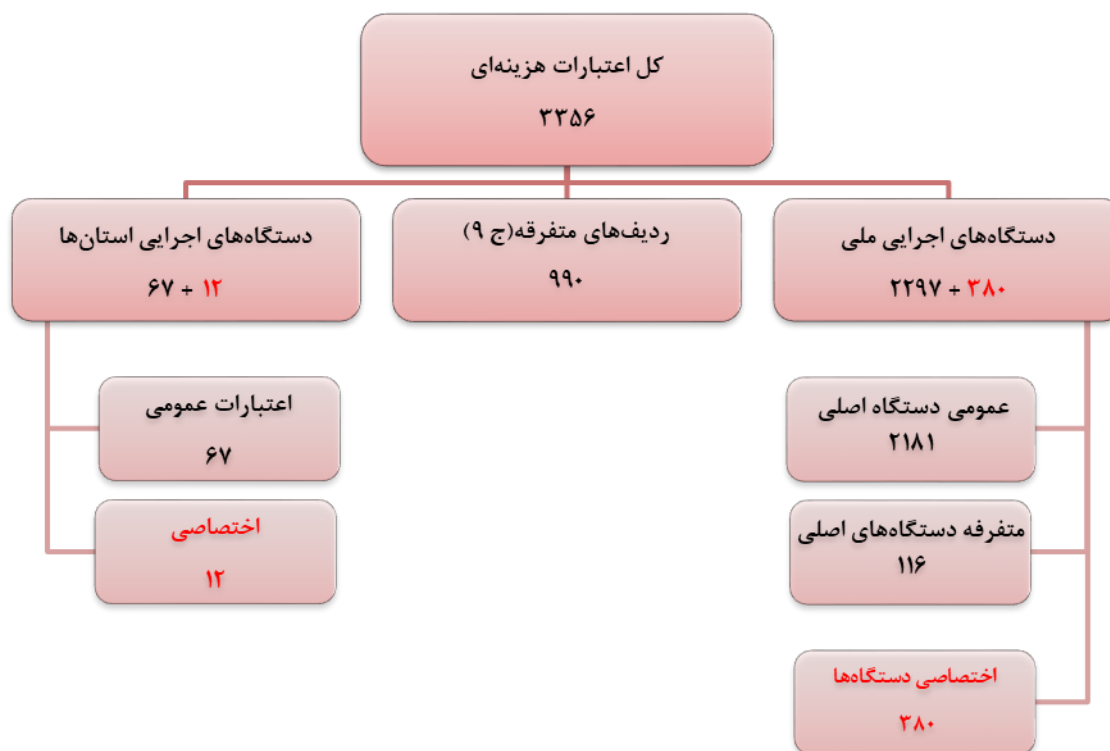 کل اعتبارات هزینه‌ای
۳۳۵۶
دستگاه‌های اجرایی ملی
۲۲۹۷ + ۳۸۰
ردیف‌های متفرقه(ج ۹)
۹۹۰
دستگاه‌های اجرایی استان‌ها
۶۷ + ۱۲
عمومی دستگاه اصلی
۲۱۸۱
متفرفه دستگاه‌های اصلی
۱۱۶
اختصاصی دستگاه‌ها
۳۸۰
اعتبارات عمومی
۶۷
اختصاصی
۱۲